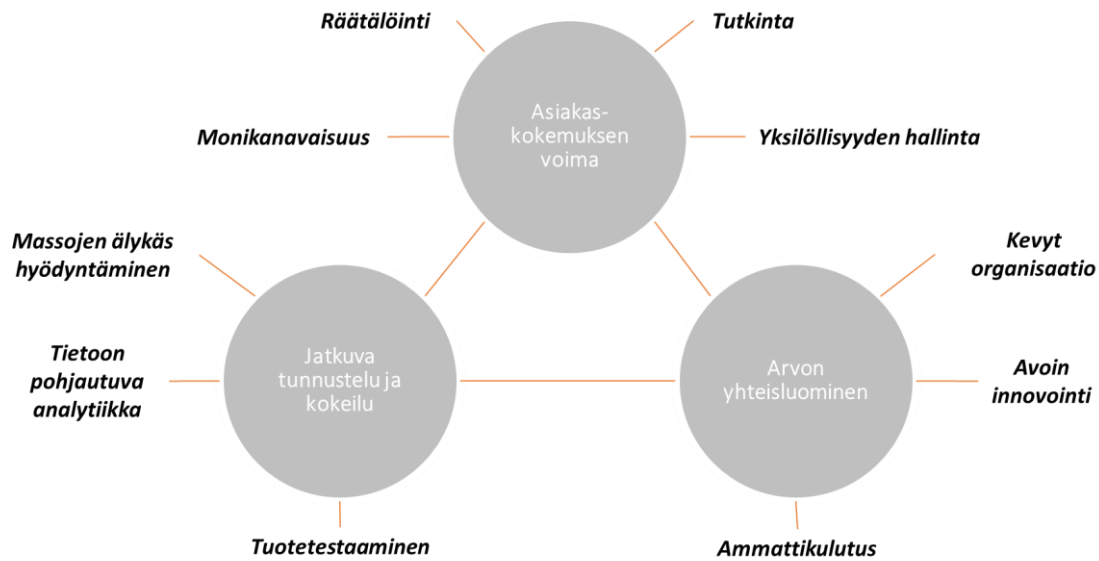 Räätälöinti
Tutkinta
Asiakas-
kokemuksen
voima
Monikanavaisuus
Yksilöllisyyden hallinta
Massojen älykäs
hyödyntäminen
Kevyt
organisaatio
Jatkuva
tunnustelu ja
kokeilu
Arvon
yhteisluominen
Tietoon
pohjautuva
analytiikka
Avoin
innovointi
Tuotetestaaminen
Ammattikulutus